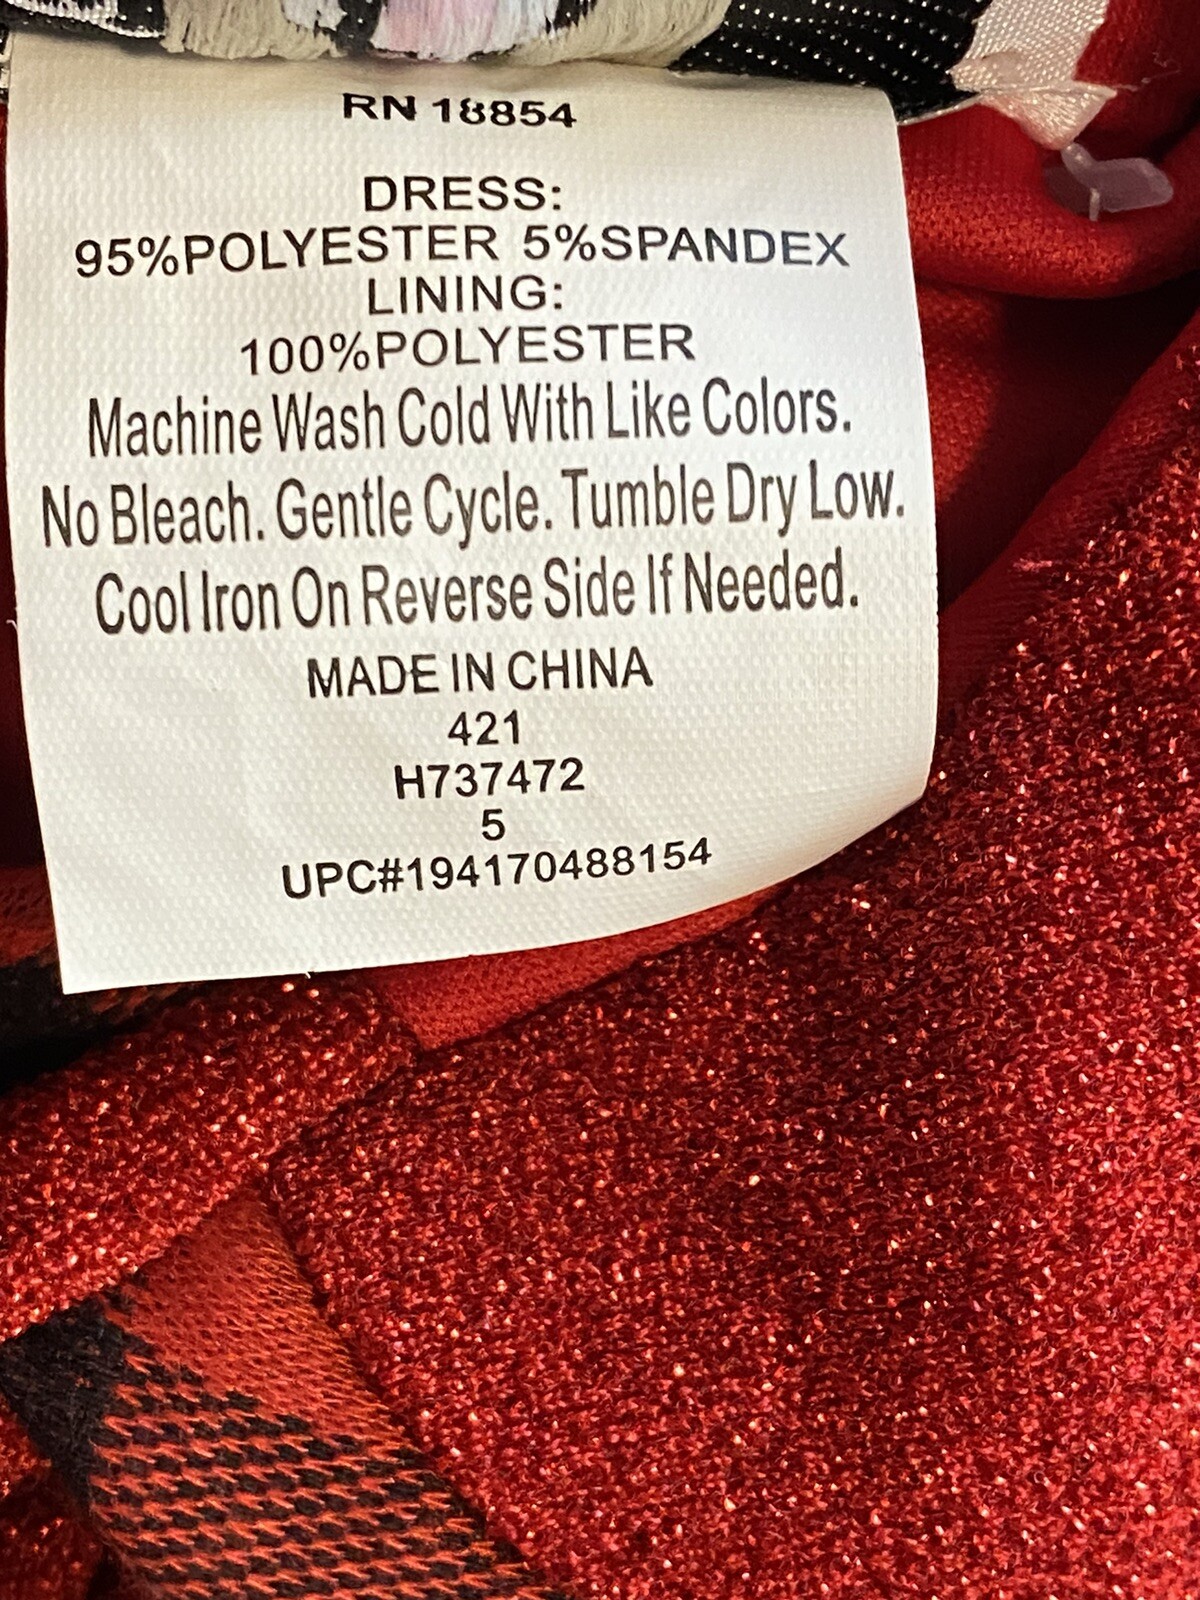 RN 18854
DRESS:
95%POLYESTER 5%SPANDEX
LINING:
100%POLYESTER
Machine Wash Cold With Like Colors.
No Bleach. Gentle Cycle. Tumble Dry Low.
Cool Iron On Reverse Side If Needed.
MADE IN CHINA
421
H737472
5
UPC#194170488154